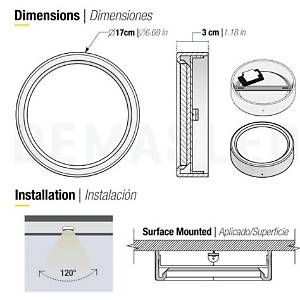 Dimensions | Dimensiones
Ø17cm | Ø6.69 in
3 cm | 1.18 in
Installation | Instalación
120°
Surface Mounted | Aplicado/Superficie